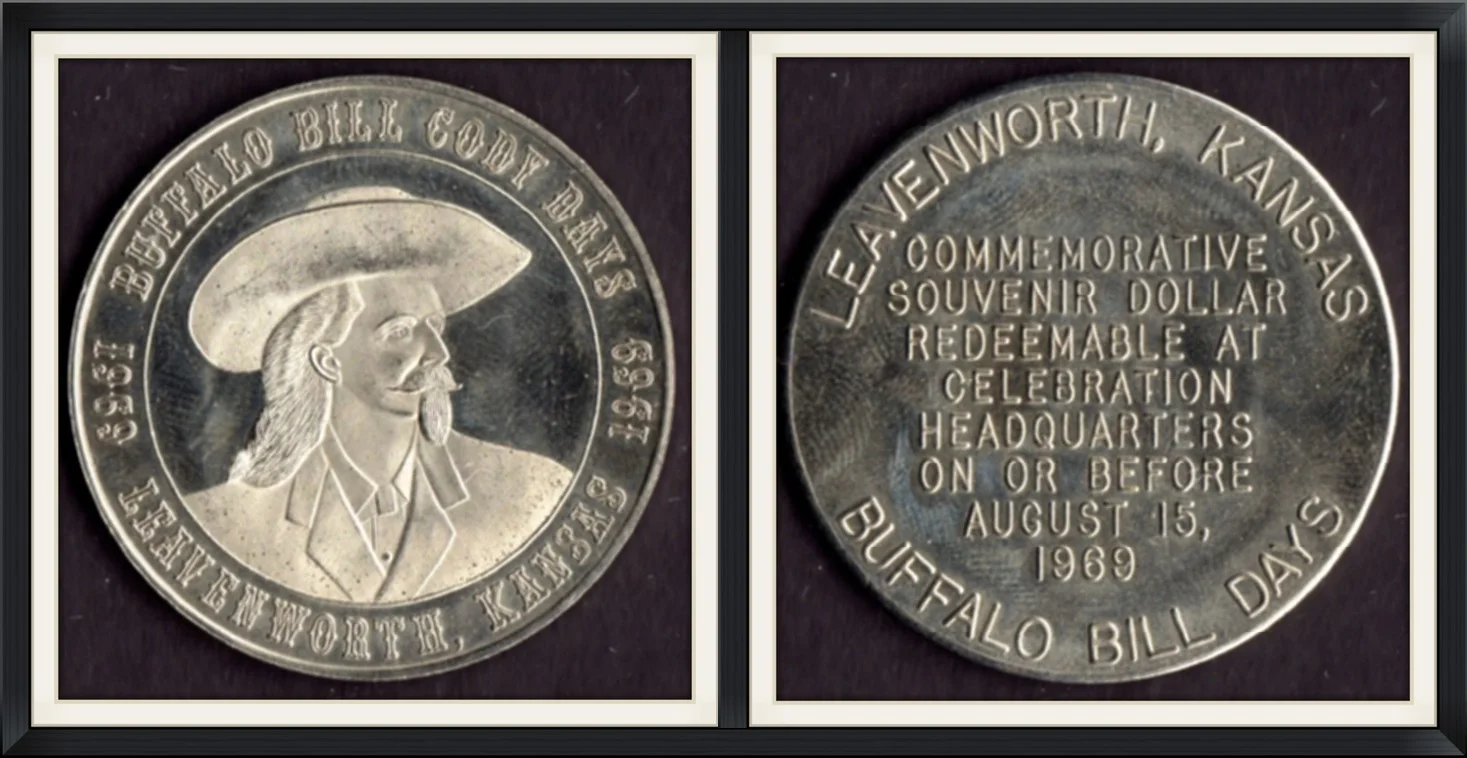 BUFFALO BILL CODY DAYS
1969
1969
LEAVENWORTH, KANSAS
LEAVENWORTH, KANSAS
COMMEMORATIVE
SOUVENIR DOLLAR
REDEEMABLE AT
CELEBRATION
HEADQUARTERS
ON OR BEFORE
AUGUST 15,
1969
BUFFALO BILL DAYS